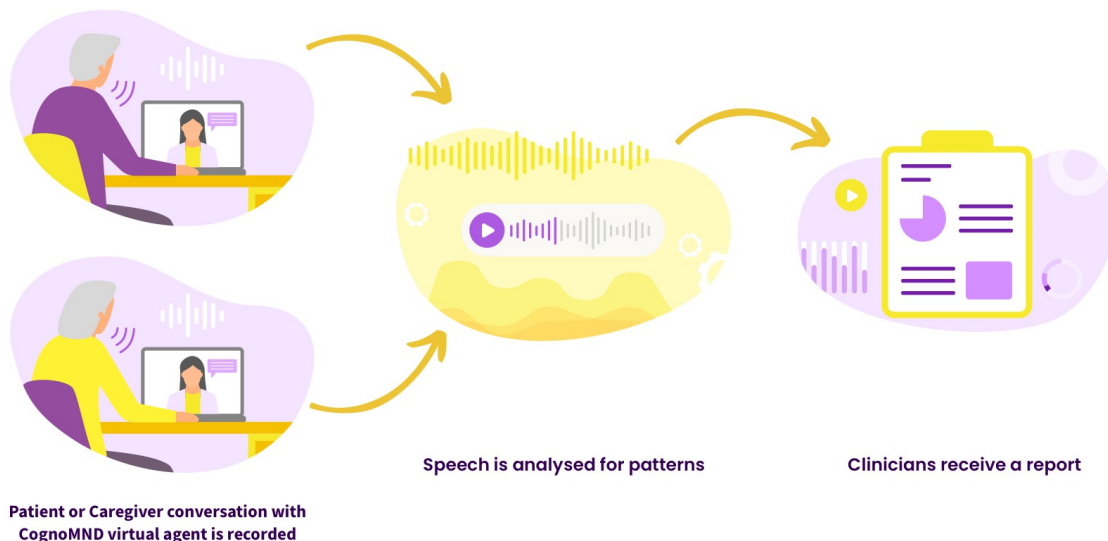 Patient or Caregiver conversation with
CognoMND virtual agent is recorded
Speech is analysed for patterns
Clinicians receive a report